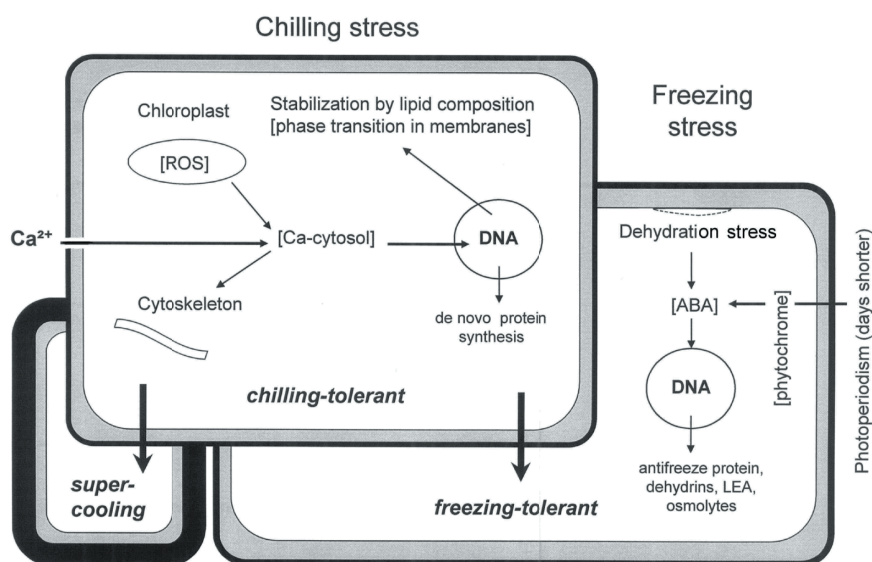 Chilling stress
Chloroplast
[ROS]
Stabilization by lipid composition
[phase transition in membranes]
Ca²⁺
[Ca-cytosol]
DNA
Cytoskeleton
de novo protein
synthesis
chilling-tolerant
super-
cooling
freezing-tolerant
Freezing
stress
Dehydration stress
[ABA]
[phytochrome]
Photoperiodism (days shorter)
DNA
antifreeze protein,
dehydrins, LEA,
osmolytes